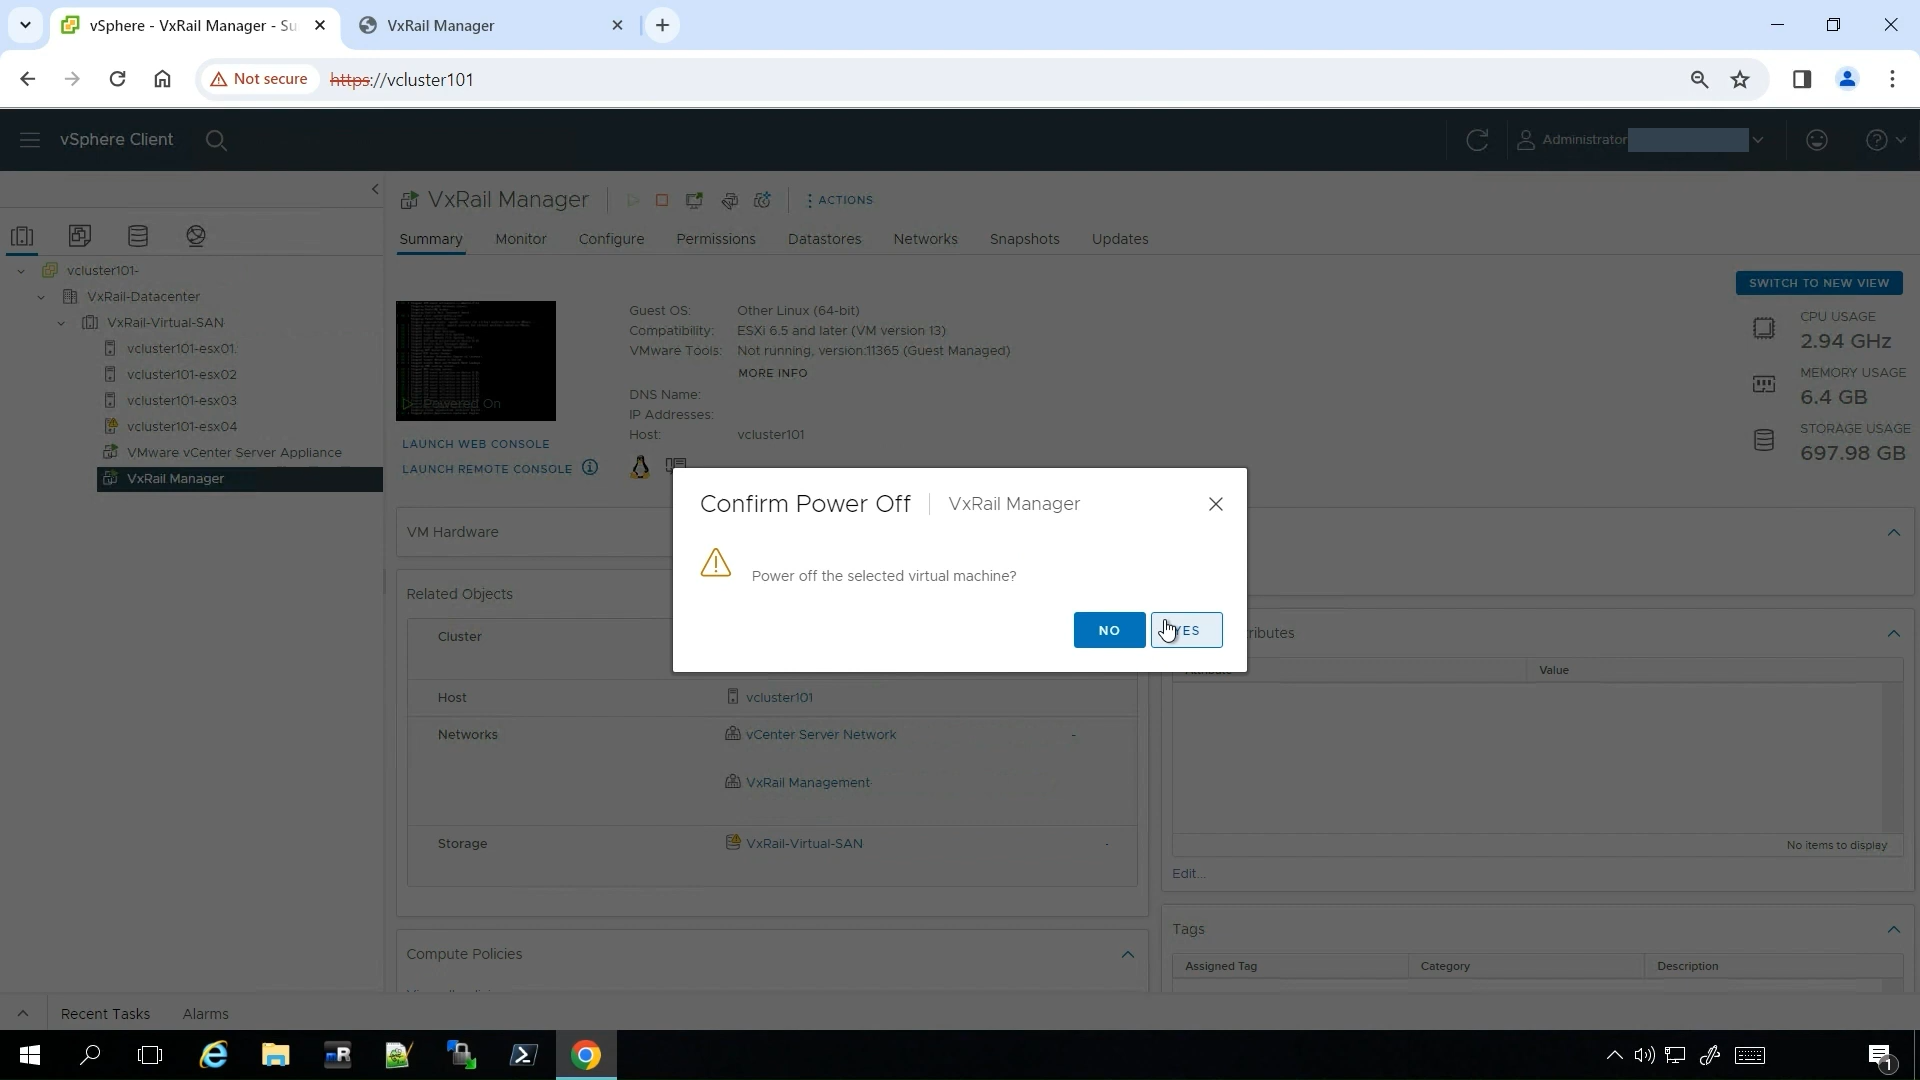 vSphere - VxRail Manager - Su
VxRail Manager
Not secure
https://vcluster101
vSphere Client
Administrator
VxRail Manager
ACTIONS
Summary
Monitor
Configure
Permissions
Datastores
Networks
Snapshots
Updates
vcluster101-
VxRail-Datacenter
VxRail-Virtual-SAN
vcluster101-esx01.
vcluster101-esx02
vcluster101-esx03
vcluster101-esx04
VMware vCenter Server Appliance
VxRail Manager
SWITCH TO NEW VIEW
Powered On
LAUNCH WEB CONSOLE
LAUNCH REMOTE CONSOLE
Guest OS: Other Linux (64-bit)
Compatibility: ESXi 6.5 and later (VM version 13)
VMware Tools: Not running, version:11365 (Guest Managed)
MORE INFO
DNS Name:
IP Addresses:
Host: vcluster101
CPU USAGE
2.94 GHz
MEMORY USAGE
6.4 GB
STORAGE USAGE
697.98 GB
Confirm Power Off
VxRail Manager
Power off the selected virtual machine?
NO
YES
VM Hardware
Related Objects
Cluster
Host vcluster101
Networks vCenter Server Network -
VxRail Management-
Storage VxRail-Virtual-SAN -
Value
No items to display
Edit...
Compute Policies
Tags
Assigned Tag Category Description
Recent Tasks
Alarms
1